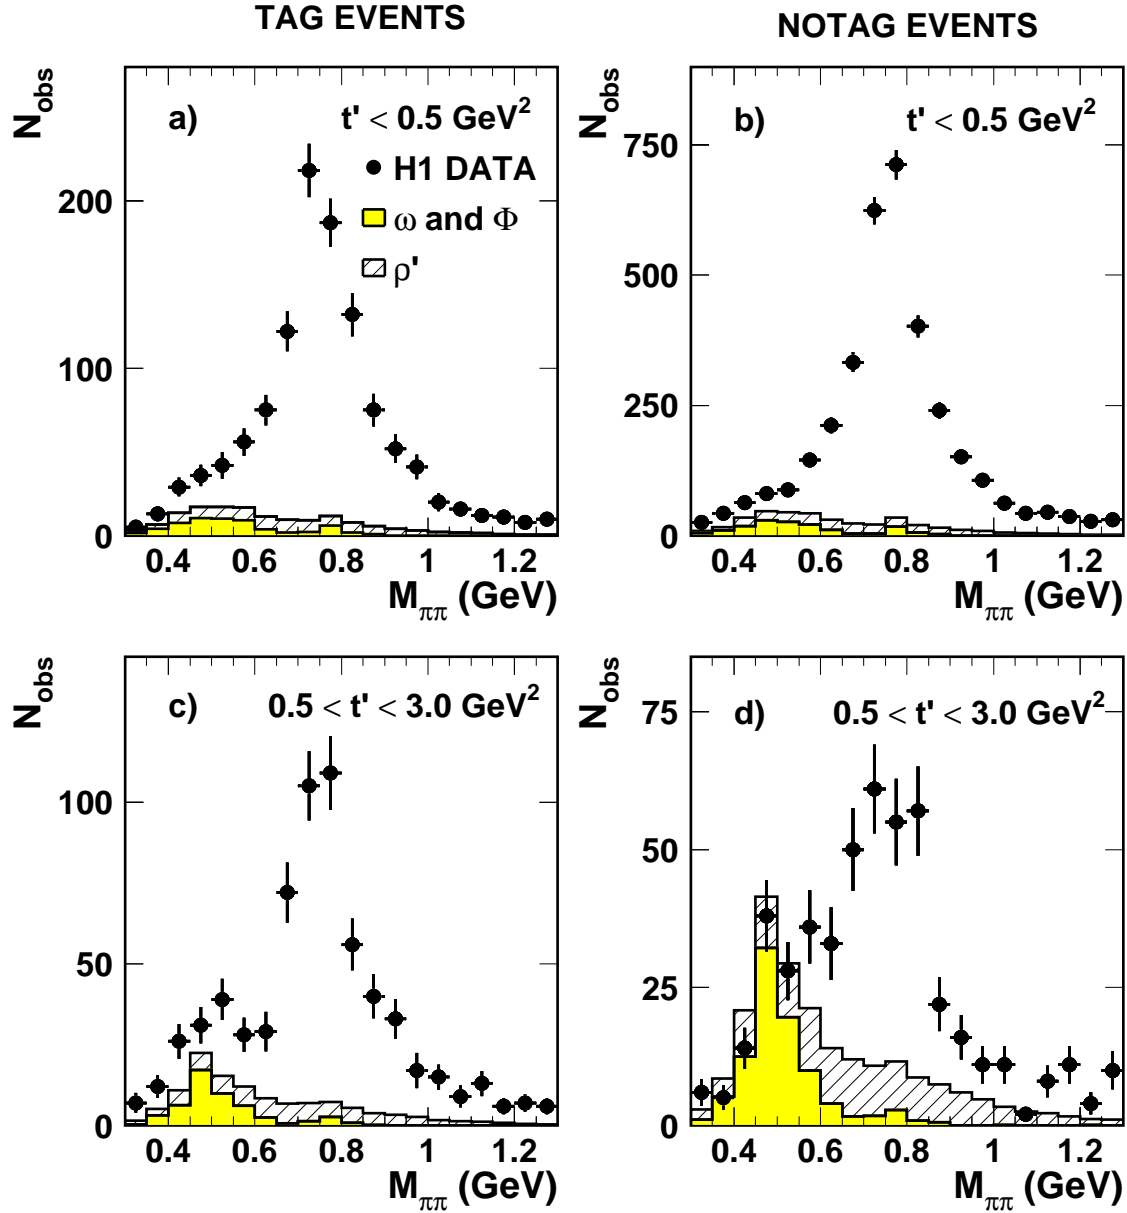 TAG EVENTS
NOTAG EVENTS
N_obs
a)
t' < 0.5 GeV²
H1 DATA
ω and Φ
ρ'
200
100
0
0.4 0.6 0.8 1 1.2
M_ππ (GeV)
N_obs
b)
t' < 0.5 GeV²
750
500
250
0
0.4 0.6 0.8 1 1.2
M_ππ (GeV)
N_obs
c)
0.5 < t' < 3.0 GeV²
100
50
0
0.4 0.6 0.8 1 1.2
M_ππ (GeV)
N_obs
d)
0.5 < t' < 3.0 GeV²
75
50
25
0
0.4 0.6 0.8 1 1.2
M_ππ (GeV)